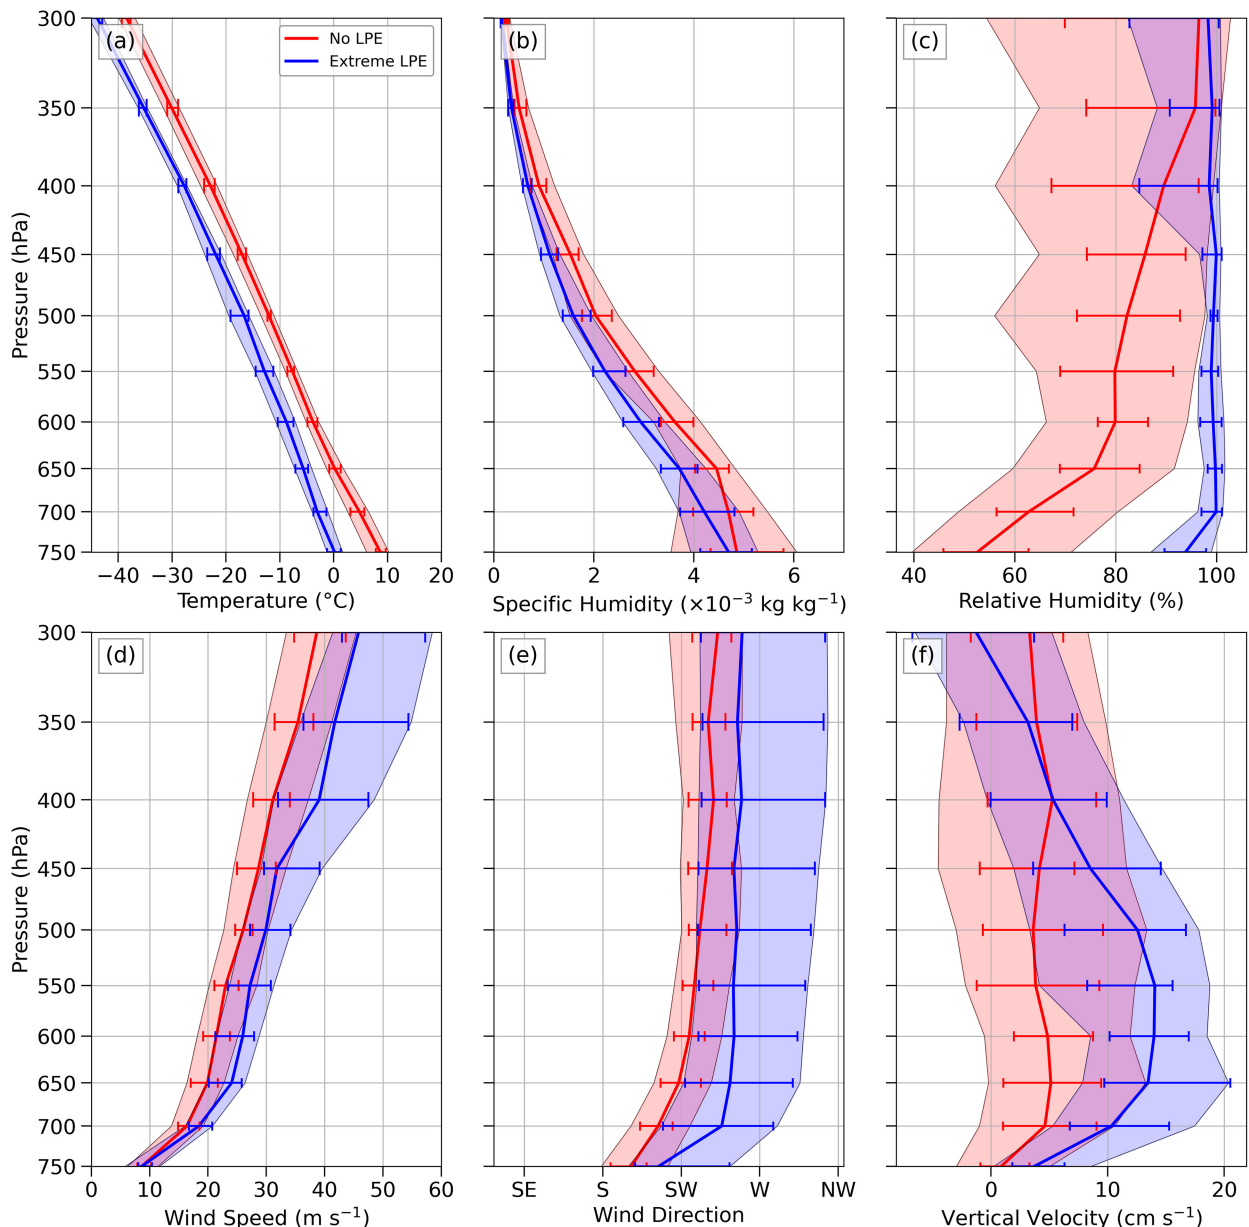 (a)
No LPE
Extreme LPE
(b)
(c)
300
350
400
450
500
550
600
650
700
750
Pressure (hPa)
−40 −30 −20 −10 0 10 20
Temperature (°C)
0 2 4 6
Specific Humidity (×10⁻³ kg kg⁻¹)
40 60 80 100
Relative Humidity (%)
(d)
(e)
(f)
300
350
400
450
500
550
600
650
700
750
Pressure (hPa)
0 10 20 30 40 50 60
Wind Speed (m s⁻¹)
SE S SW W NW
Wind Direction
0 10 20
Vertical Velocity (cm s⁻¹)